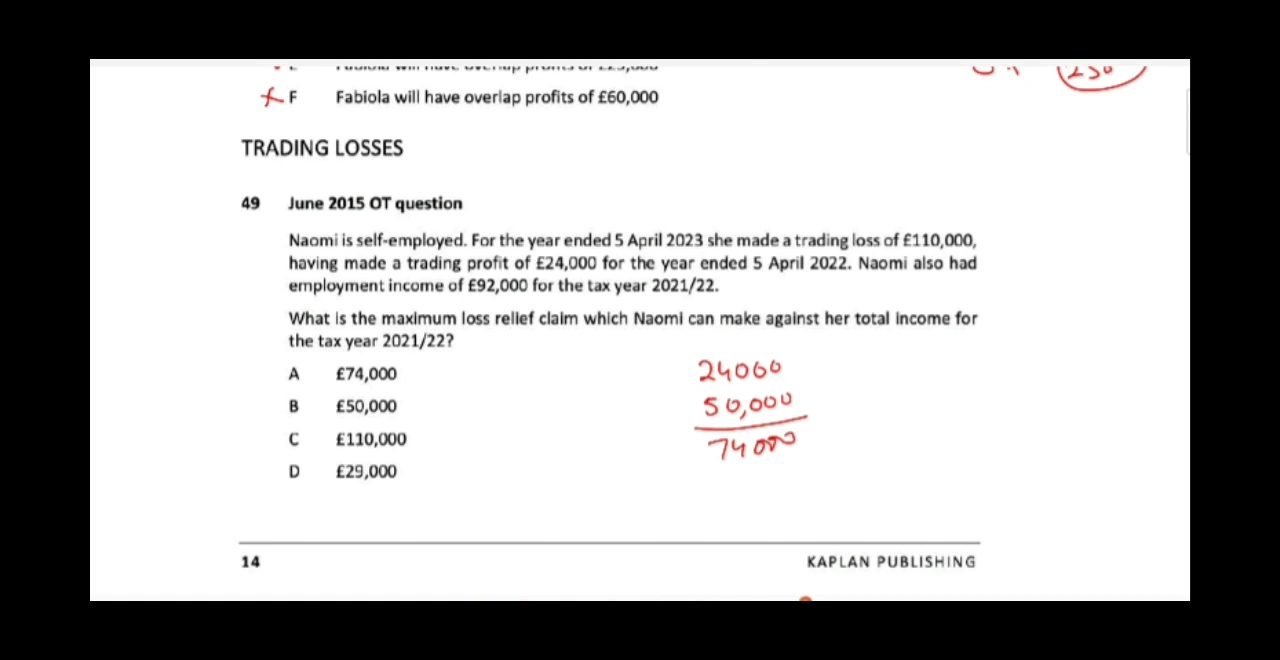 F Fabiola will have overlap profits of £60,000
TRADING LOSSES
49 June 2015 OT question
Naomi is self-employed. For the year ended 5 April 2023 she made a trading loss of £110,000,
having made a trading profit of £24,000 for the year ended 5 April 2022. Naomi also had
employment income of £92,000 for the tax year 2021/22.
What is the maximum loss relief claim which Naomi can make against her total income for
the tax year 2021/22?
A £74,000
B £50,000
C £110,000
D £29,000
24000
50,000
74000
14 KAPLAN PUBLISHING